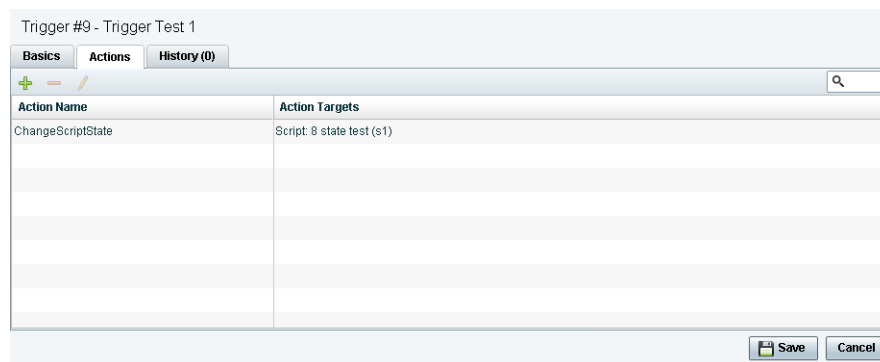 Trigger #9 - Trigger Test 1
Basics Actions History (0)
Action Name Action Targets
ChangeScriptState Script: 8 state test (s1)
Save Cancel